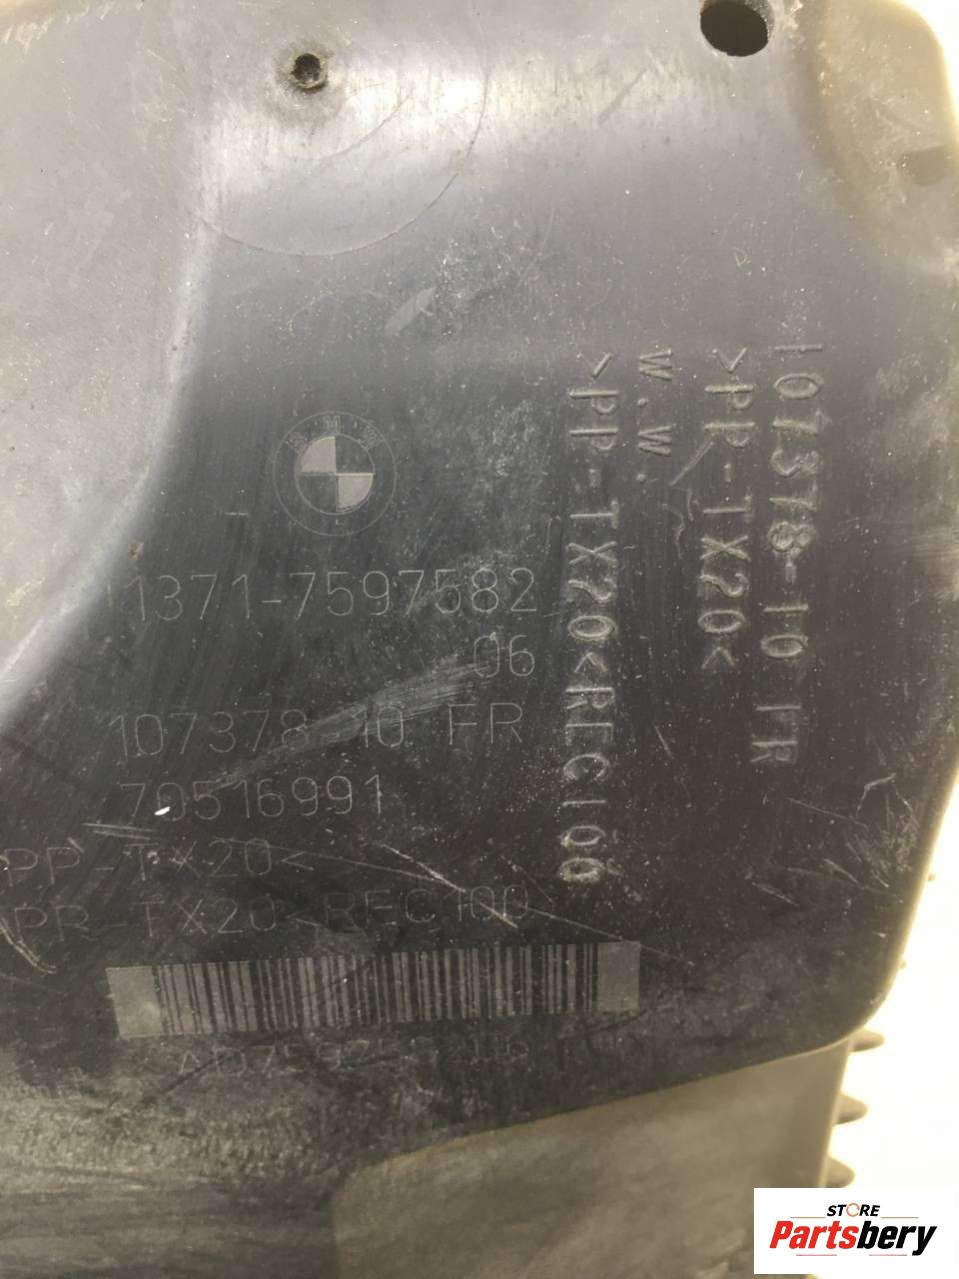 1371-7597582
06
107378-10 FR
70516991
PP-TX20<
PP-TX20<REC100
107378-10 FR
>PP-TX20<
W.W.
>PP-TX20<REC100
STORE
Partsbery